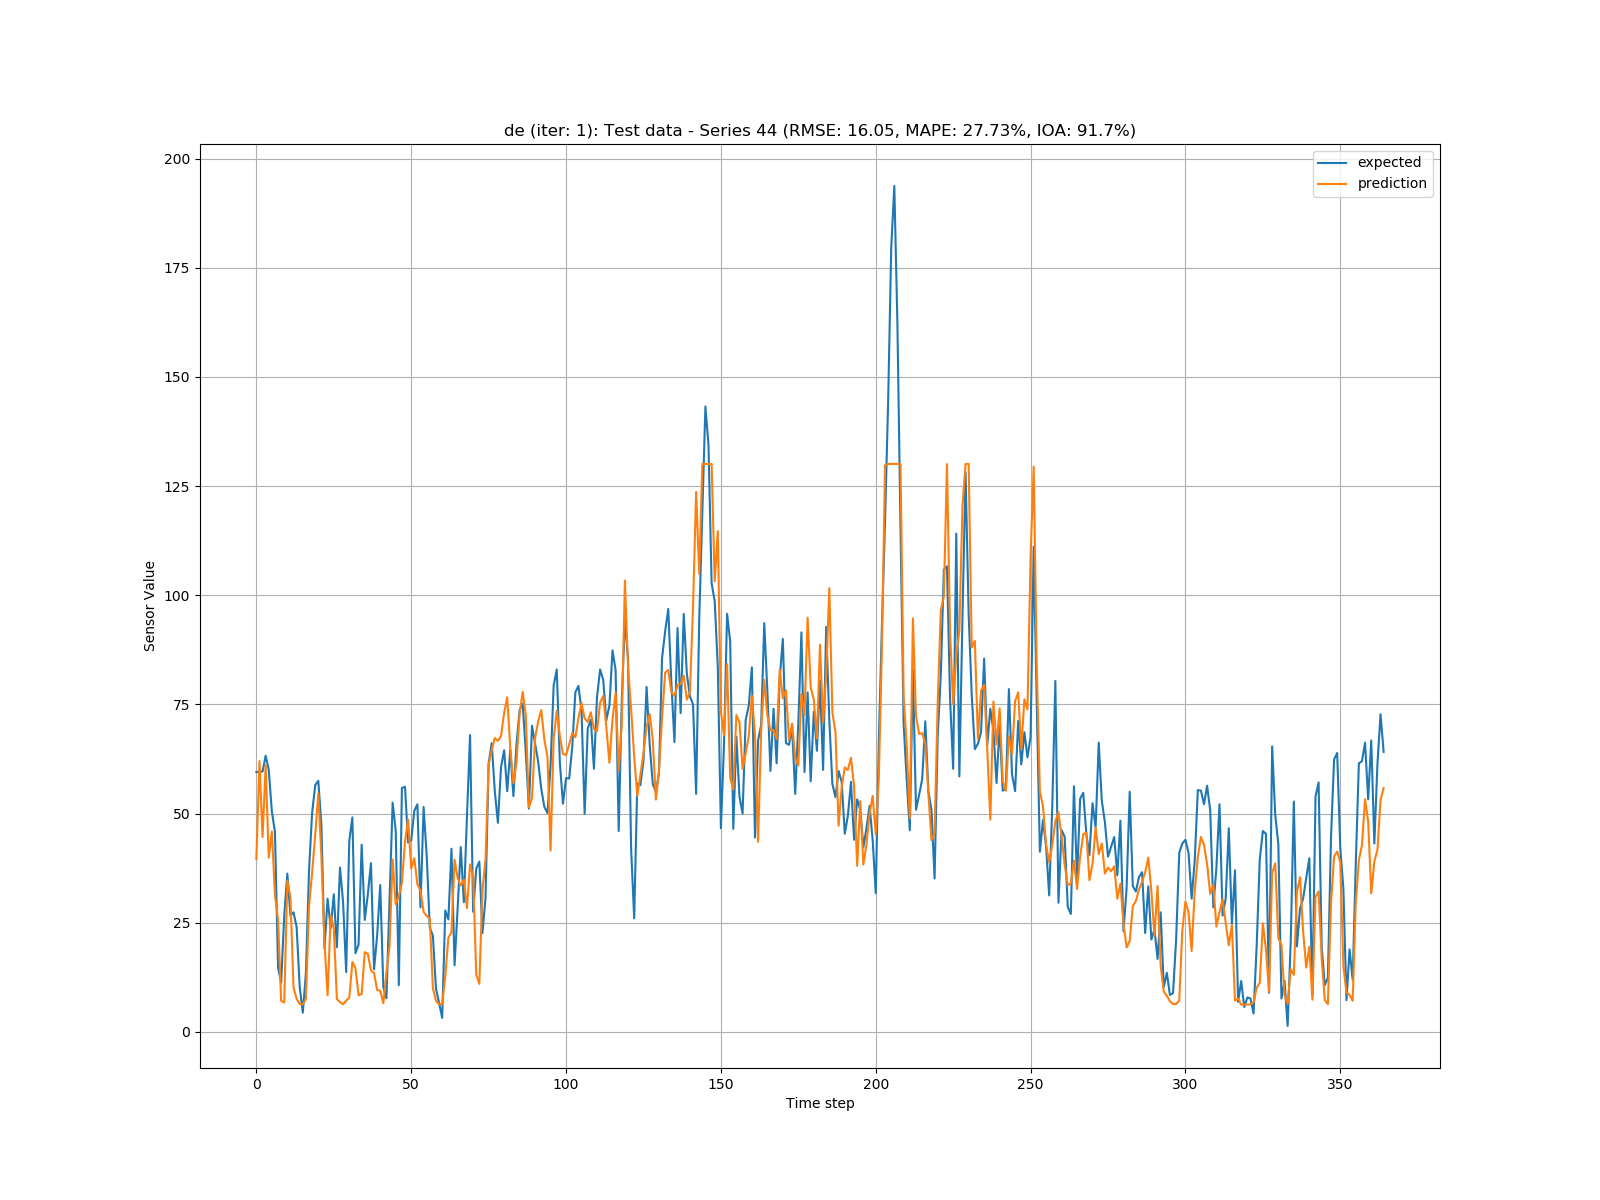 de (iter: 1): Test data - Series 44 (RMSE: 16.05, MAPE: 27.73%, IOA: 91.7%)
expected
prediction
200
175
150
125
100
75
50
25
0
Sensor Value
0 50 100 150 200 250 300 350
Time step